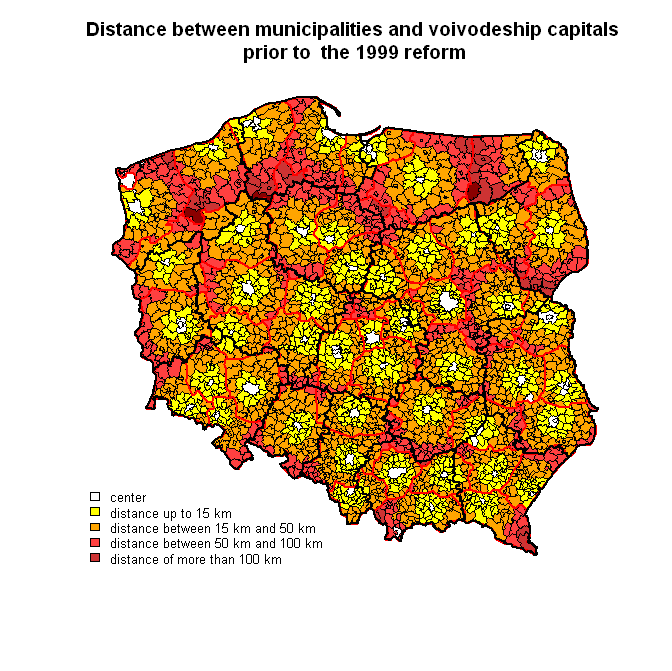 Distance between municipalities and voivodeship capitals
prior to  the 1999 reform
center
distance up to 15 km
distance between 15 km and 50 km
distance between 50 km and 100 km
distance of more than 100 km